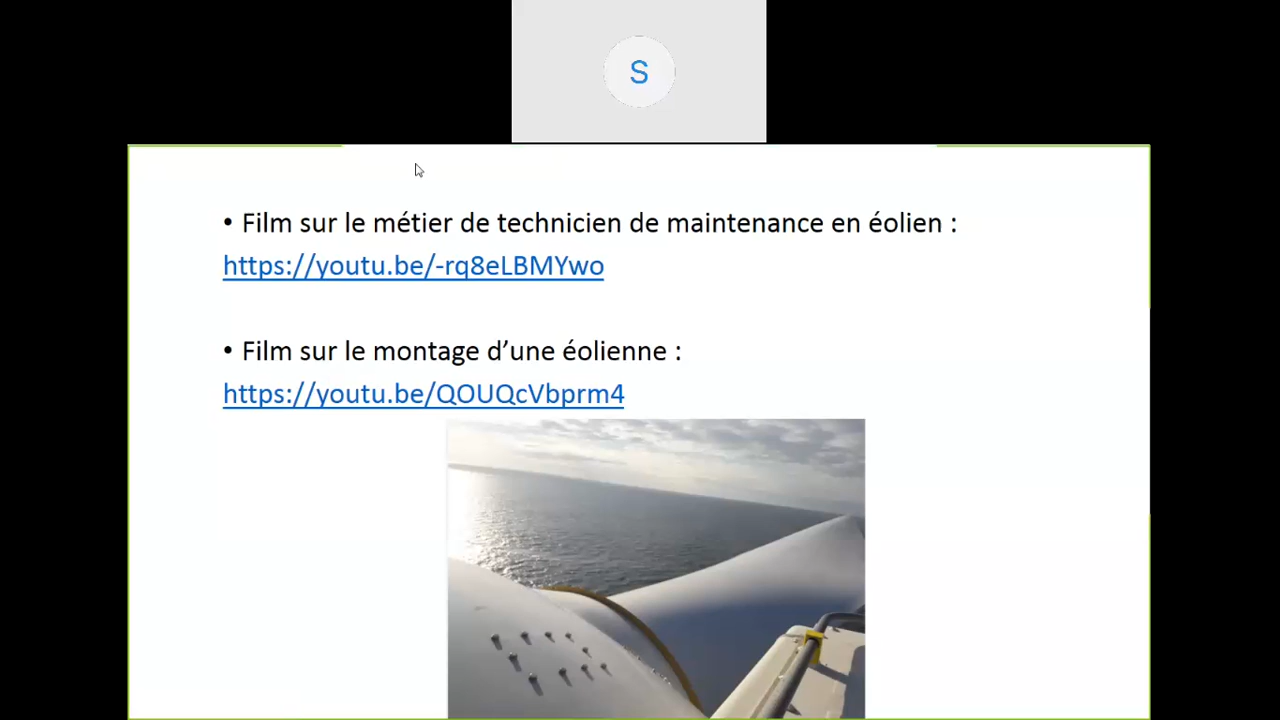 S
• Film sur le métier de technicien de maintenance en éolien :
https://youtu.be/-rq8eLBMYwo
• Film sur le montage d’une éolienne :
https://youtu.be/QOUQcVbprm4